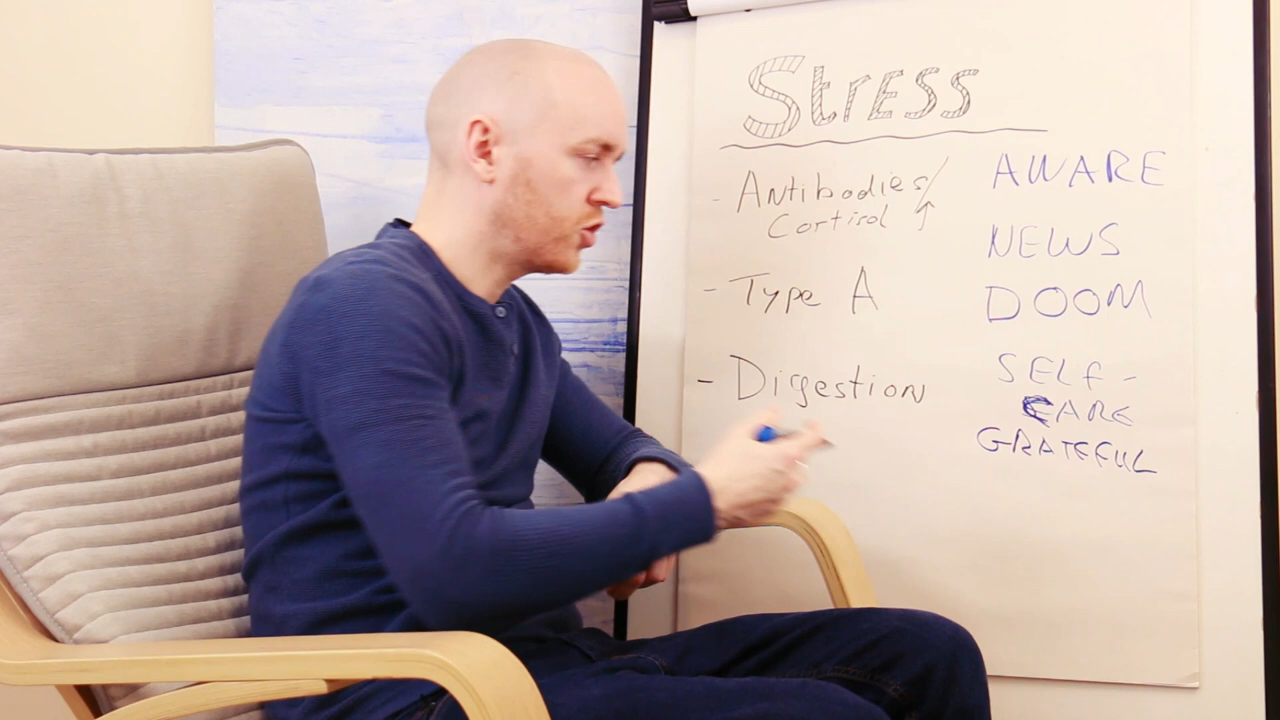 Stress
- Antibodies/
Cortisol ↑
- Type A
- Digestion
AWARE
NEWS
DOOM
SELF-
CARE
GRATEFUL